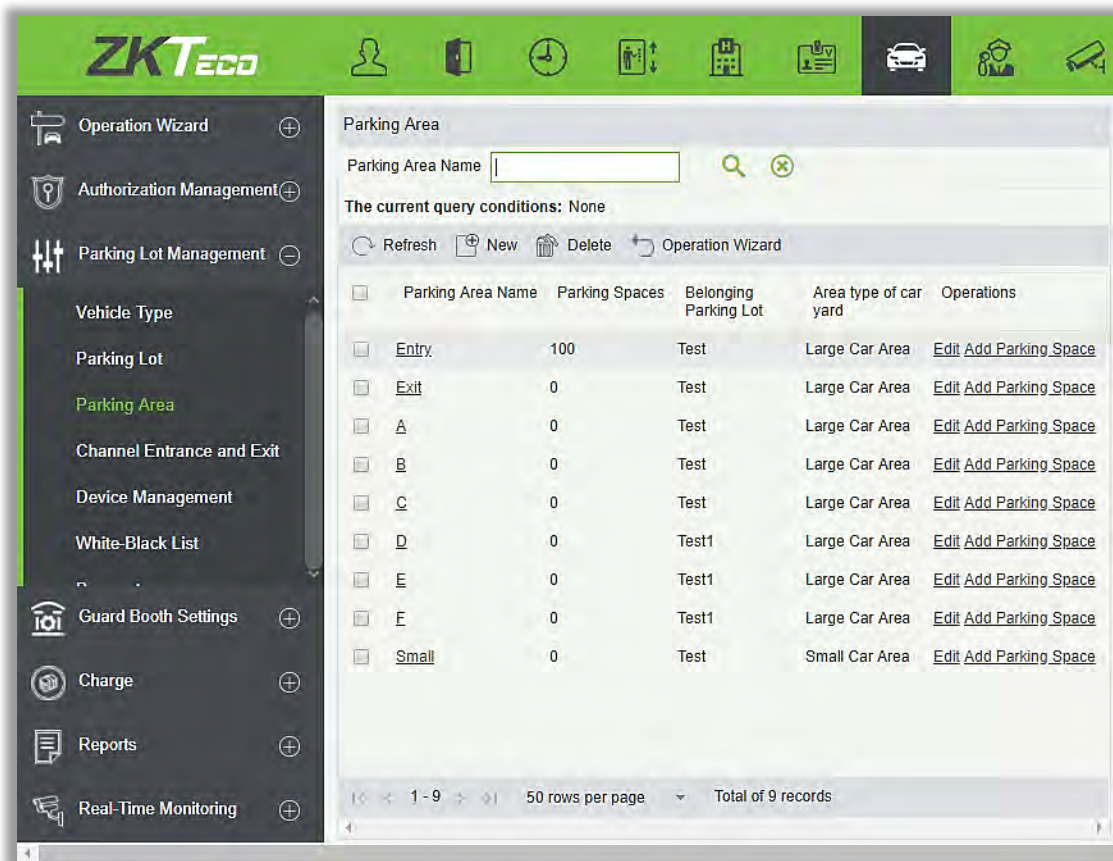 ZKTeco
Operation Wizard
Authorization Management
Parking Lot Management
Vehicle Type
Parking Lot
Parking Area
Channel Entrance and Exit
Device Management
White-Black List
Guard Booth Settings
Charge
Reports
Real-Time Monitoring
Parking Area
Parking Area Name
The current query conditions: None
Refresh New Delete Operation Wizard
Parking Area Name Parking Spaces Belonging Parking Lot Area type of car yard Operations
Entry 100 Test Large Car Area Edit Add Parking Space
Exit 0 Test Large Car Area Edit Add Parking Space
A 0 Test Large Car Area Edit Add Parking Space
B 0 Test Large Car Area Edit Add Parking Space
C 0 Test Large Car Area Edit Add Parking Space
D 0 Test1 Large Car Area Edit Add Parking Space
E 0 Test1 Large Car Area Edit Add Parking Space
F 0 Test1 Large Car Area Edit Add Parking Space
Small 0 Test Small Car Area Edit Add Parking Space
1 - 9 50 rows per page Total of 9 records